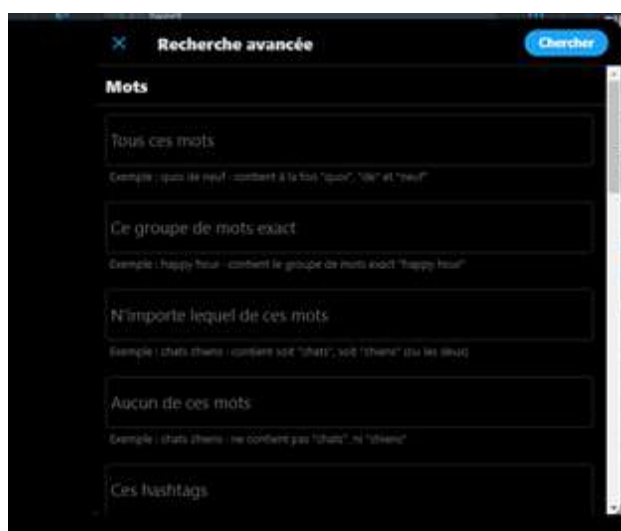 Recherche avancée
Chercher
Mots
Tous ces mots
Exemple : quoi de neuf · contient à la fois "quoi", "de" et "neuf"
Ce groupe de mots exact
Exemple : happy hour · contient le groupe de mots exact "happy hour"
N'importe lequel de ces mots
Exemple : chats chiens · contient soit "chats", soit "chiens" (ou les deux)
Aucun de ces mots
Exemple : chats chiens · ne contient pas "chats", ni "chiens"
Ces hashtags